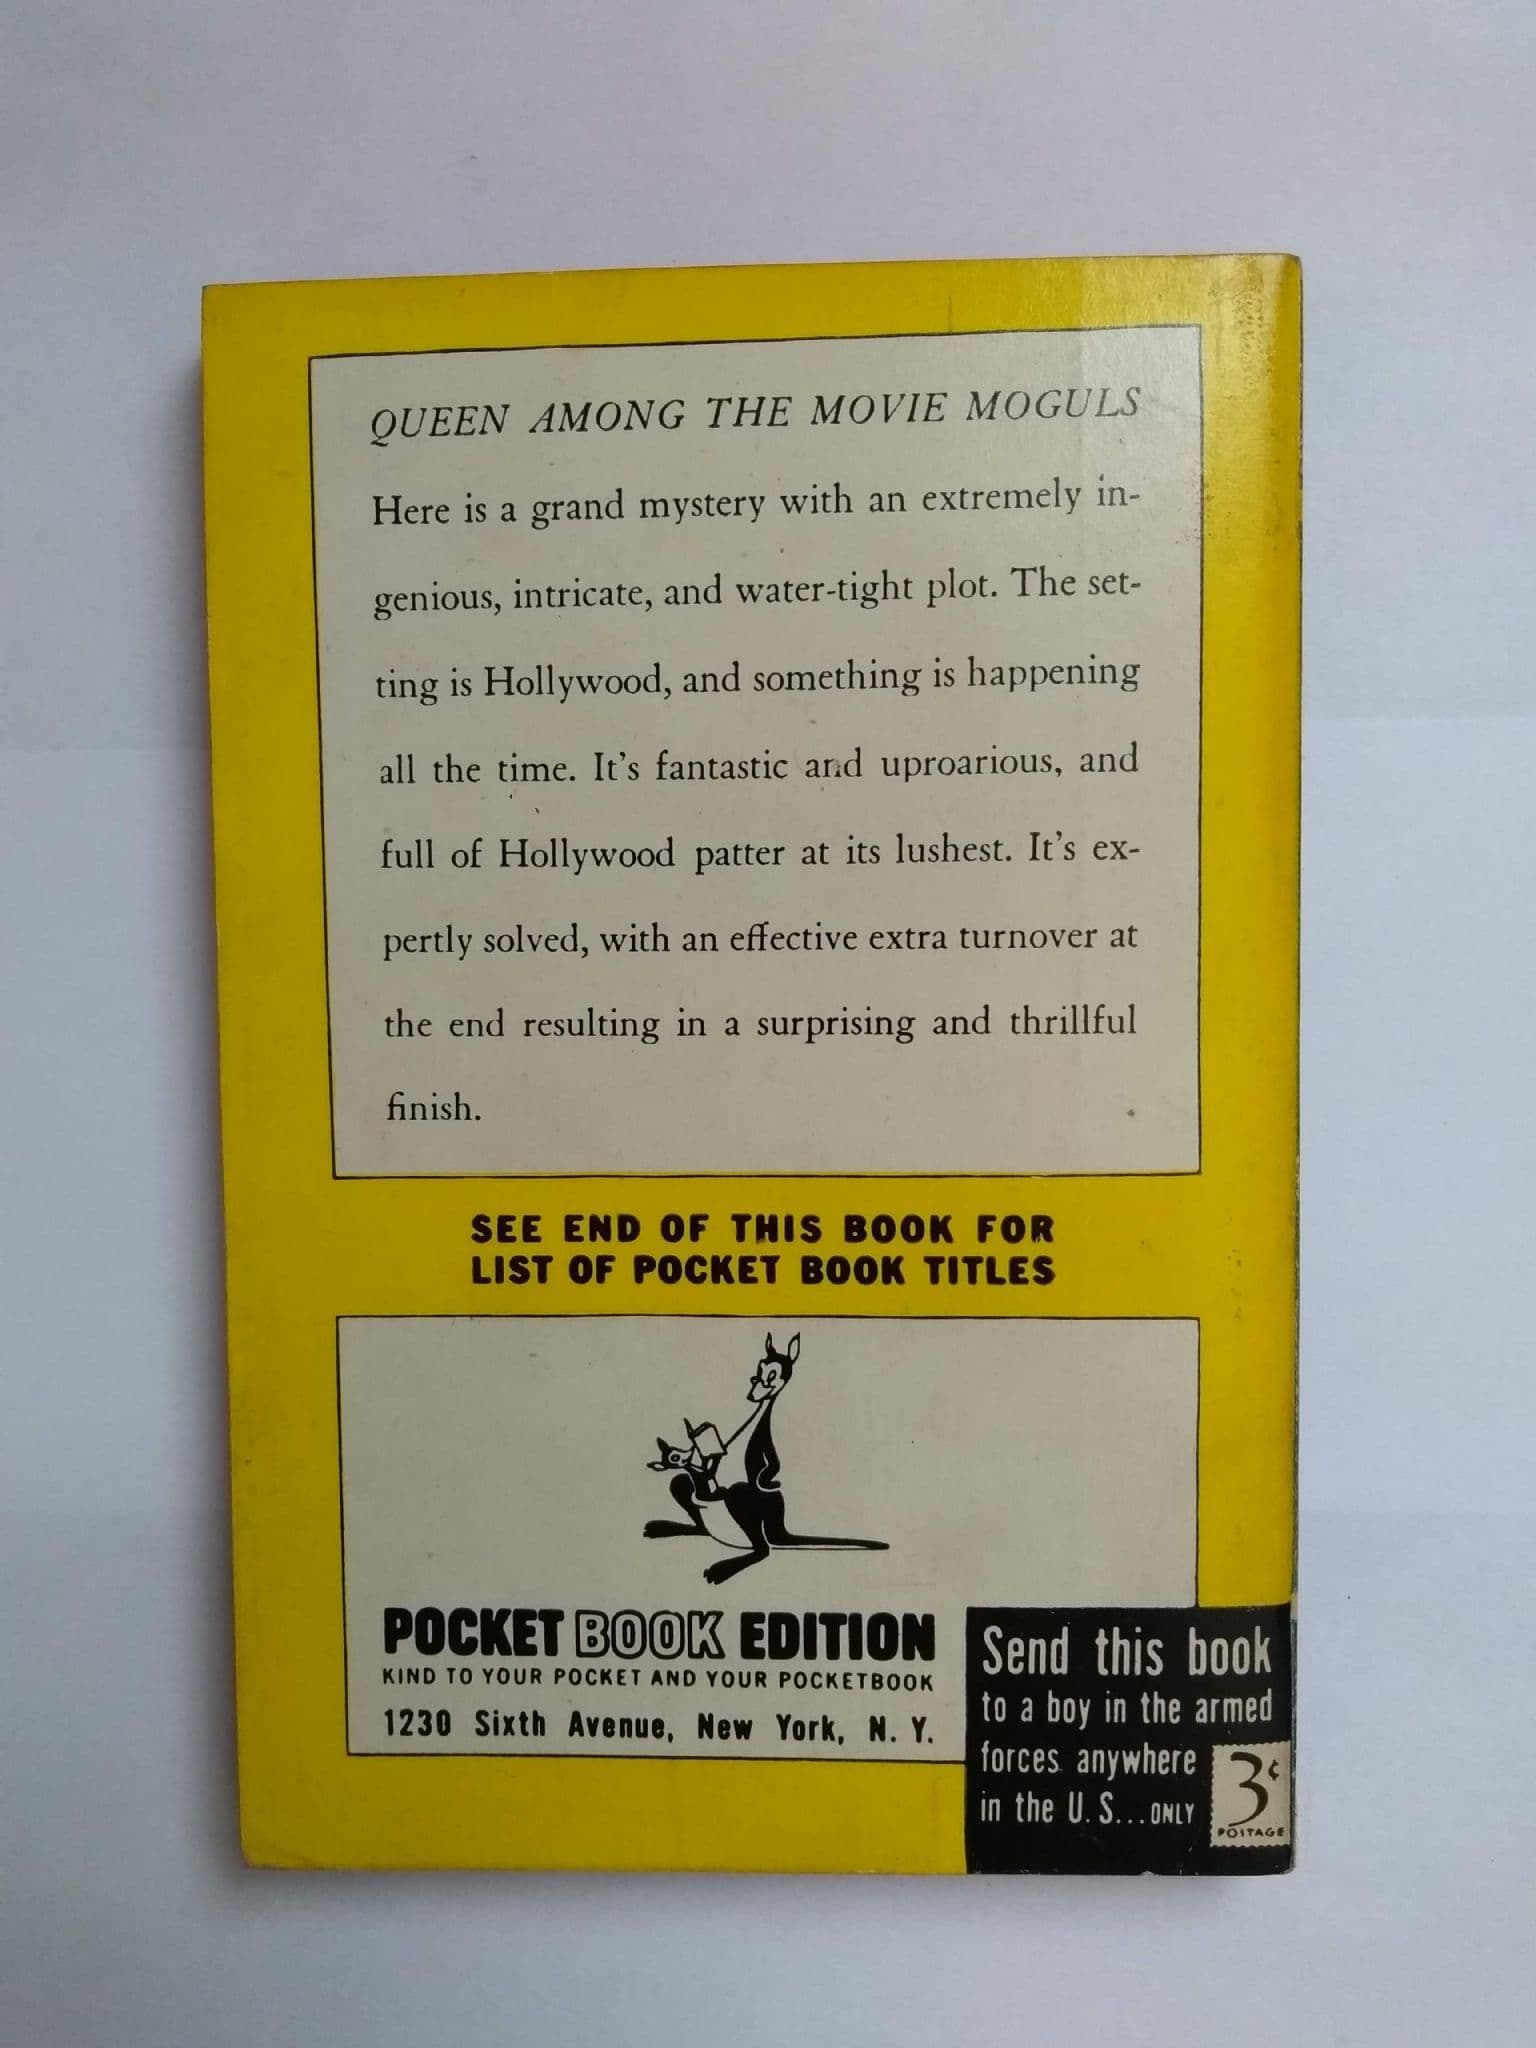 QUEEN AMONG THE MOVIE MOGULS
Here is a grand mystery with an extremely in-
genious, intricate, and water-tight plot. The set-
ting is Hollywood, and something is happening
all the time. It's fantastic and uproarious, and
full of Hollywood patter at its lushest. It's ex-
pertly solved, with an effective extra turnover at
the end resulting in a surprising and thrillful
finish.
SEE END OF THIS BOOK FOR
LIST OF POCKET BOOK TITLES
POCKET BOOK EDITION
KIND TO YOUR POCKET AND YOUR POCKETBOOK
1230 Sixth Avenue, New York, N. Y.
Send this book
to a boy in the armed
forces anywhere
in the U. S... ONLY
3¢
POSTAGE